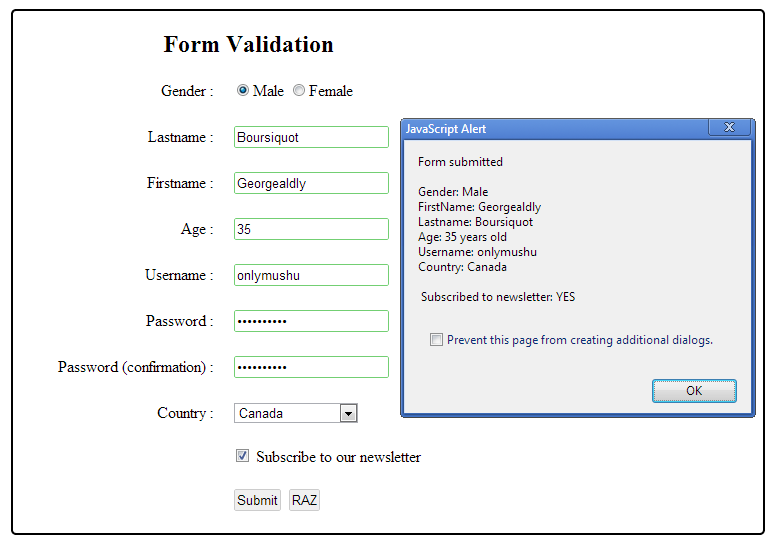 Form Validation
Gender : Male Female
Lastname : Boursiquot
Firstname : Georgealdly
Age : 35
Username : onlymushu
Password : ••••••••••
Password (confirmation) : ••••••••••
Country : Canada
Subscribe to our newsletter
Submit RAZ
JavaScript Alert
Form submitted
Gender: Male
FirstName: Georgealdly
Lastname: Boursiquot
Age: 35 years old
Username: onlymushu
Country: Canada
Subscribed to newsletter: YES
Prevent this page from creating additional dialogs.
OK